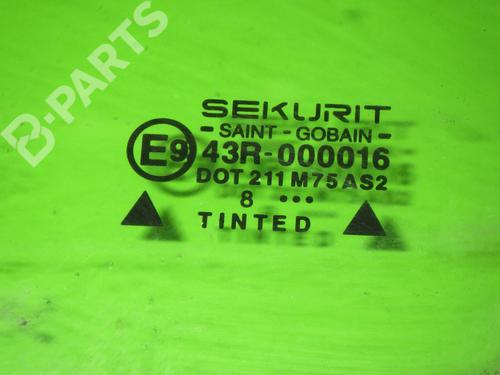 B-PARTS
SEKURIT
- SAINT - GOBAIN -
E9 43R-000016
DOT 211 M75 AS2
8 •••
TINTED